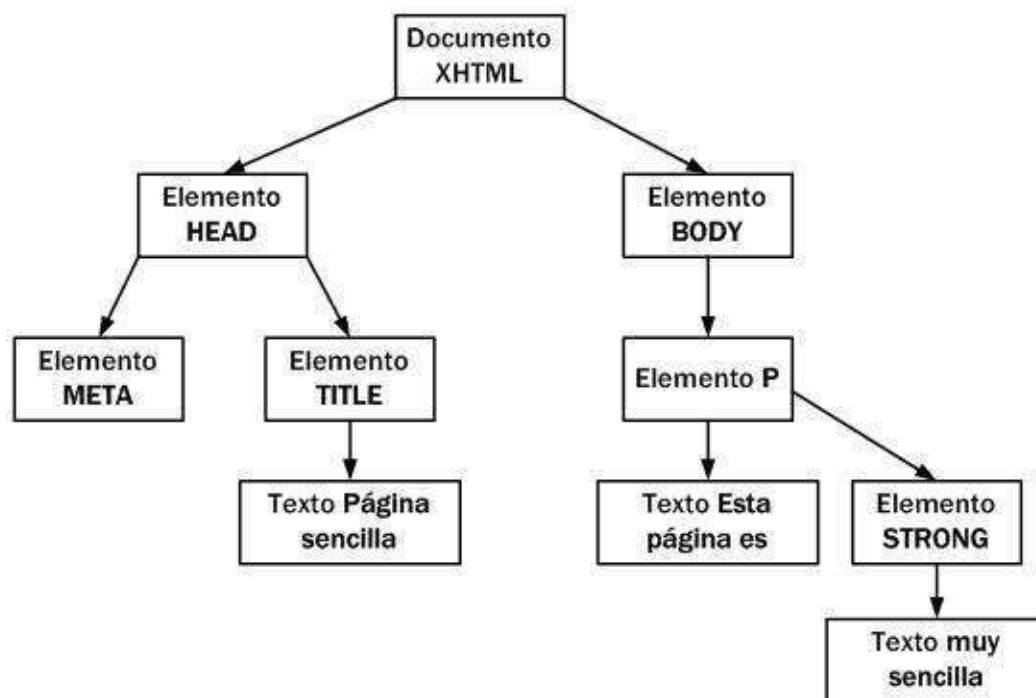 Documento
XHTML
Elemento
HEAD
Elemento
BODY
Elemento
META
Elemento
TITLE
Elemento P
Texto Página
sencilla
Texto Esta
página es
Elemento
STRONG
Texto muy
sencilla